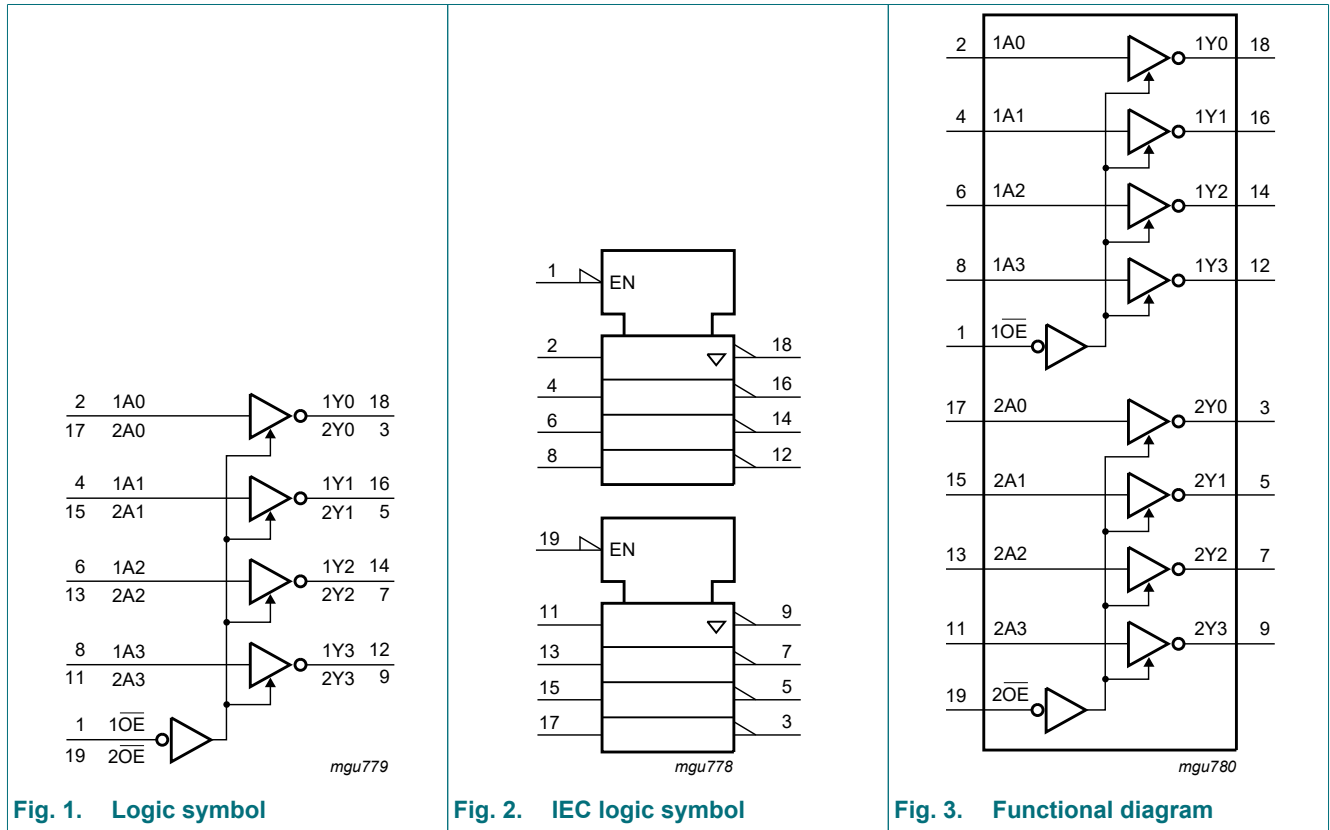 2 1A0 1Y0 18
17 2A0 2Y0 3
4 1A1 1Y1 16
15 2A1 2Y1 5
6 1A2 1Y2 14
13 2A2 2Y2 7
8 1A3 1Y3 12
11 2A3 2Y3 9
1 1O̅E̅
19 2O̅E̅
mgu779
Fig. 1. Logic symbol
1 EN
2 18
4 16
6 14
8 12
19 EN
11 9
13 7
15 5
17 3
mgu778
Fig. 2. IEC logic symbol
2 1A0 1Y0 18
4 1A1 1Y1 16
6 1A2 1Y2 14
8 1A3 1Y3 12
1 1O̅E̅
17 2A0 2Y0 3
15 2A1 2Y1 5
13 2A2 2Y2 7
11 2A3 2Y3 9
19 2O̅E̅
mgu780
Fig. 3. Functional diagram